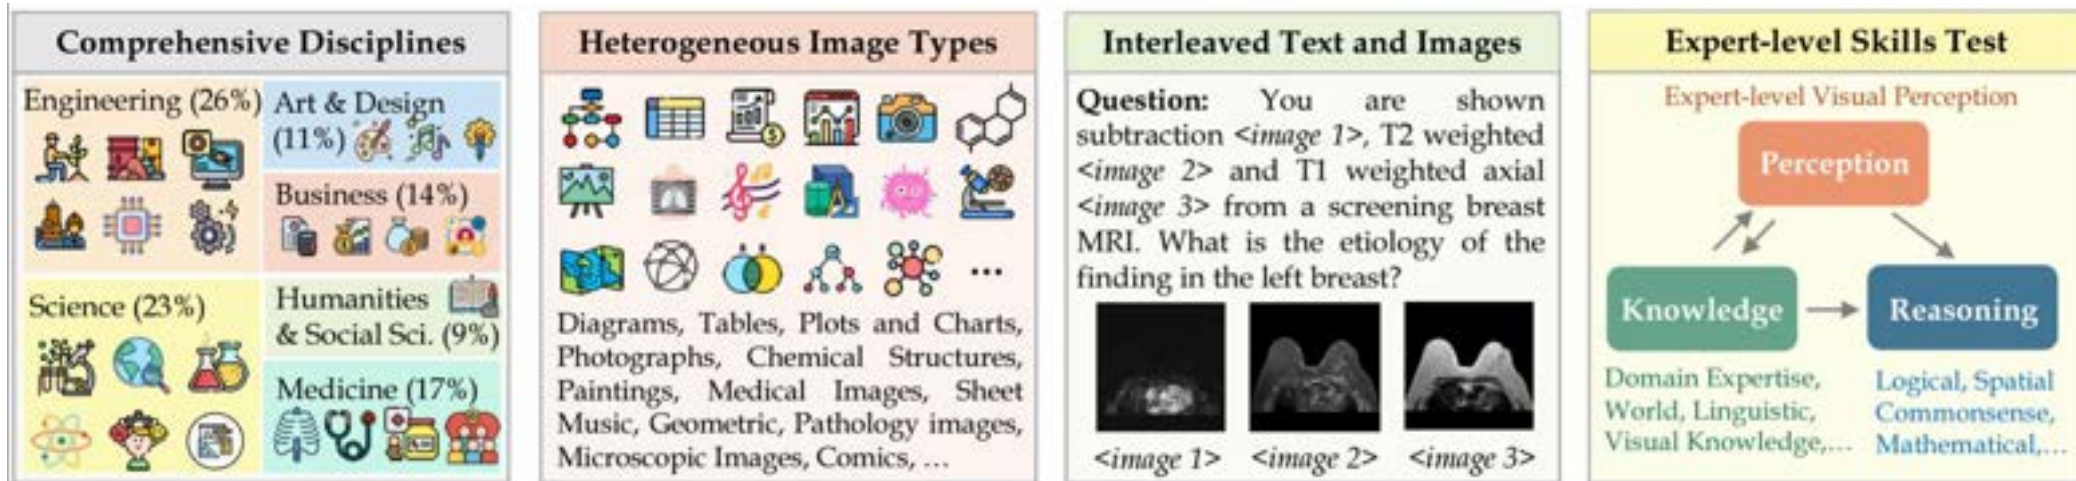 Comprehensive Disciplines
Engineering (26%)
Art & Design
(11%)
Business (14%)
Science (23%)
Humanities
& Social Sci. (9%)
Medicine (17%)
Heterogeneous Image Types
Diagrams, Tables, Plots and Charts,
Photographs, Chemical Structures,
Paintings, Medical Images, Sheet
Music, Geometric, Pathology images,
Microscopic Images, Comics, …
Interleaved Text and Images
Question: You are shown
subtraction <image 1>, T2 weighted
<image 2> and T1 weighted axial
<image 3> from a screening breast
MRI. What is the etiology of the
finding in the left breast?
<image 1> <image 2> <image 3>
Expert-level Skills Test
Expert-level Visual Perception
Perception
Knowledge
Reasoning
Domain Expertise,
World, Linguistic,
Visual Knowledge,…
Logical, Spatial
Commonsense,
Mathematical,…